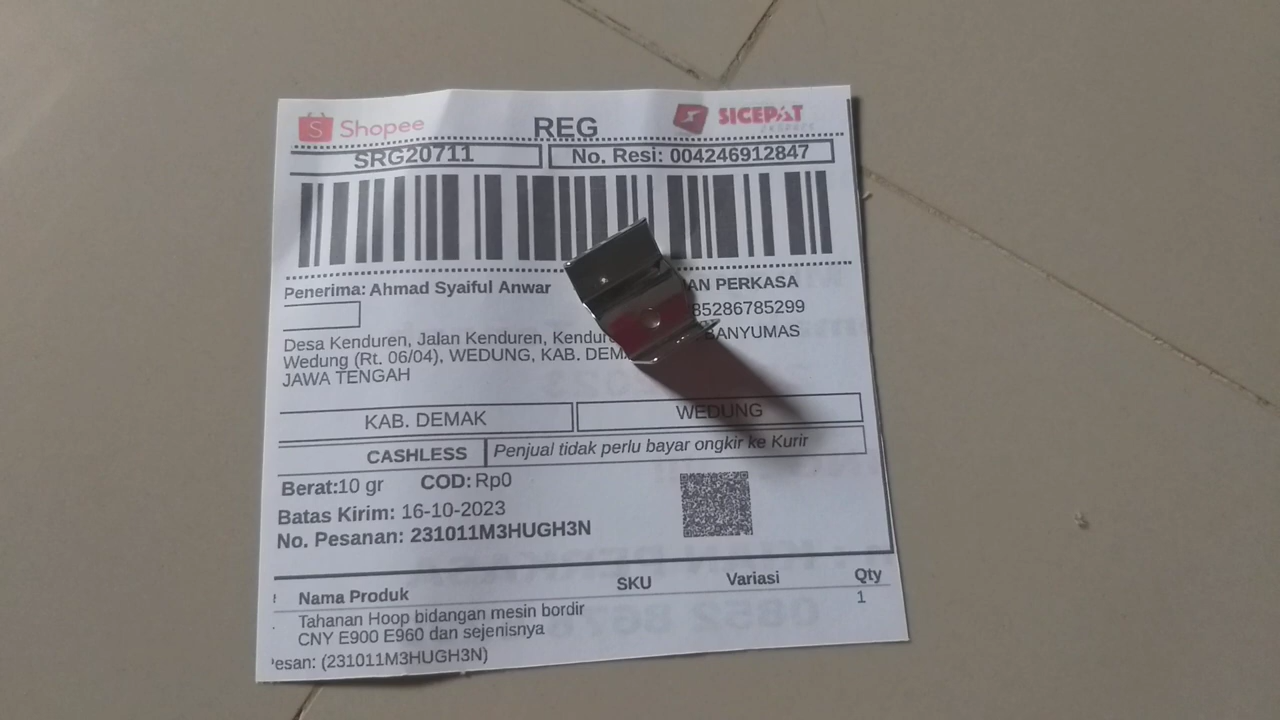 Shopee
REG
SICEPAT
EKSPRES
SRG20711
No. Resi: 004246912847
Penerima: Ahmad Syaiful Anwar
AN PERKASA
85286785299
Desa Kenduren, Jalan Kenduren, Kendur
BANYUMAS
Wedung (Rt. 06/04), WEDUNG, KAB. DEM
JAWA TENGAH
KAB. DEMAK
WEDUNG
CASHLESS
Penjual tidak perlu bayar ongkir ke Kurir
Berat:10 gr
COD: Rp0
Batas Kirim: 16-10-2023
No. Pesanan: 231011M3HUGH3N
Nama Produk
SKU
Variasi
Qty
Tahanan Hoop bidangan mesin bordir
1
CNY E900 E960 dan sejenisnya
esan: (231011M3HUGH3N)